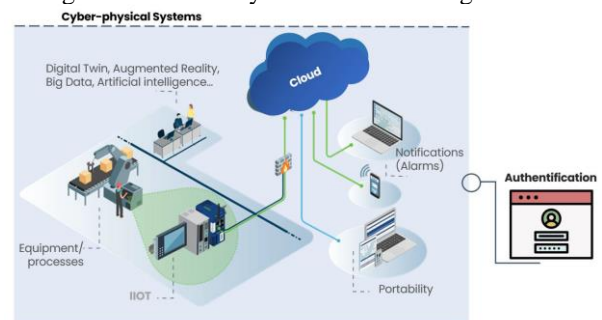 Cyber-physical Systems
Digital Twin, Augmented Reality,
Big Data, Artificial intelligence...
Cloud
Notifications
(Alarms)
Authentification
Equipment/
processes
IIOT
Portability